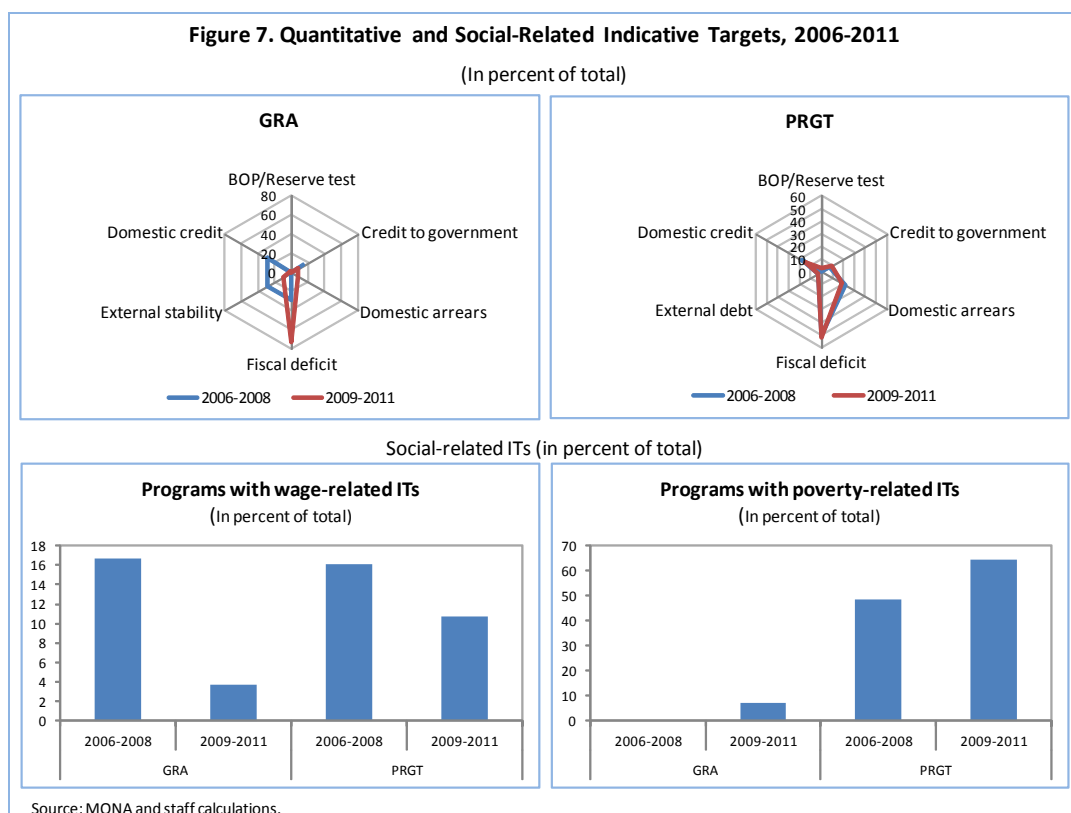 Figure 7. Quantitative and Social-Related Indicative Targets, 2006-2011
(In percent of total)
GRA
BOP/Reserve test
80
60
40
20
0
Domestic credit
Credit to government
External stability
Domestic arrears
Fiscal deficit
2006-2008
2009-2011
PRGT
BOP/Reserve test
60
50
40
30
20
10
0
Domestic credit
Credit to government
External debt
Domestic arrears
Fiscal deficit
2006-2008
2009-2011
Social-related ITs (in percent of total)
Programs with wage-related ITs
(In percent of total)
18
16
14
12
10
8
6
4
2
0
2006-2008
2009-2011
2006-2008
2009-2011
GRA
PRGT
Programs with poverty-related ITs
(In percent of total)
70
60
50
40
30
20
10
0
2006-2008
2009-2011
2006-2008
2009-2011
GRA
PRGT
Source: MONA and staff calculations.